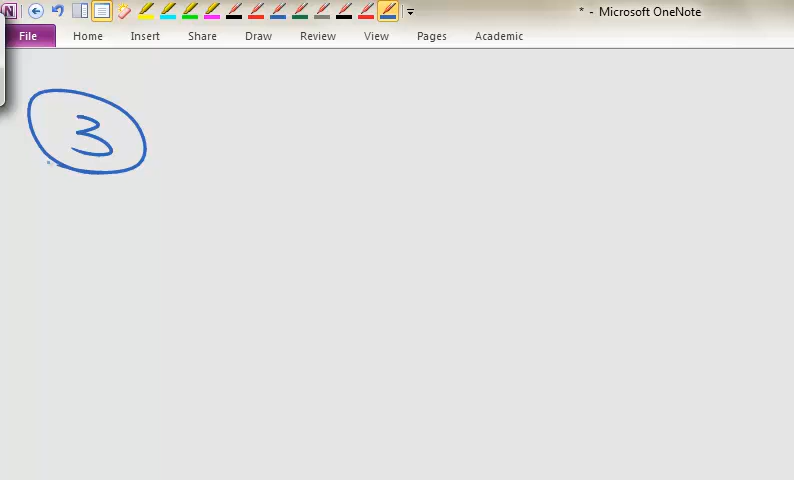 * - Microsoft OneNote
File Home Insert Share Draw Review View Pages Academic
3